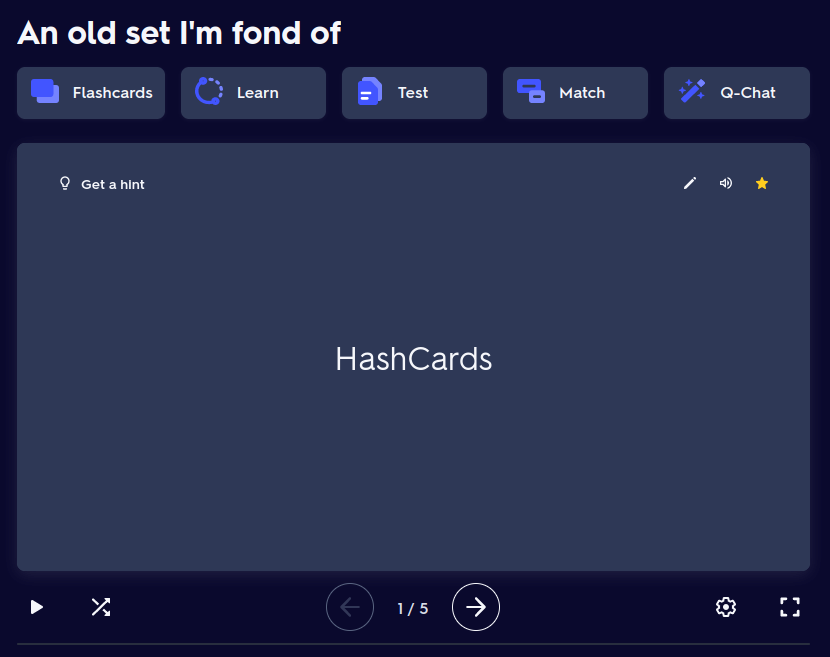 An old set I'm fond of
Flashcards Learn Test Match Q-Chat
Get a hint
HashCards
1 / 5